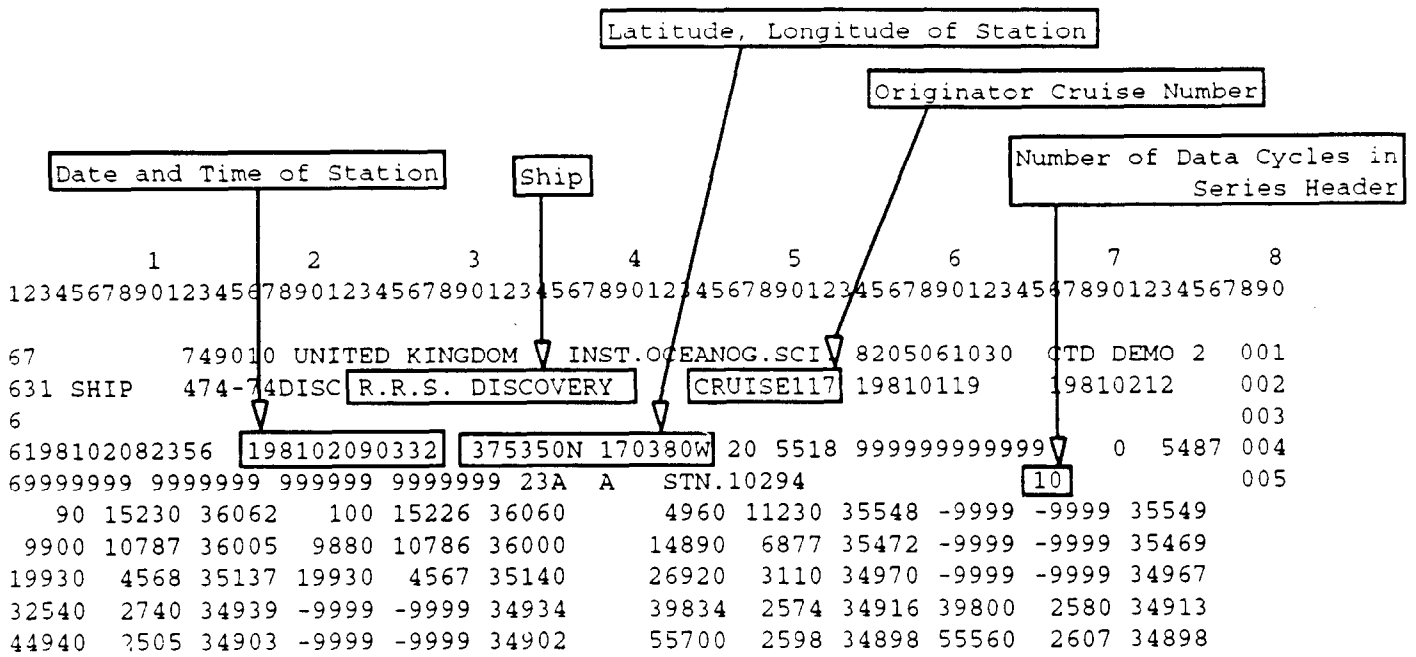 Latitude, Longitude of Station
Originator Cruise Number
Date and Time of Station
Ship
Number of Data Cycles in
Series Header
1 2 3 4 5 6 7 8
12345678901234567890123456789012345678901234567890123456789012345678901234567890
67 749010 UNITED KINGDOM INST.OCEANOG.SCI 8205061030 CTD DEMO 2 001
631 SHIP 474-74DISC R.R.S. DISCOVERY CRUISE117 19810119 19810212 002
6 003
6198102082356 198102090332 375350N 170380W 20 5518 999999999999 0 5487 004
69999999 9999999 999999 9999999 23A A STN.10294 10 005
90 15230 36062 100 15226 36060 4960 11230 35548 -9999 -9999 35549
9900 10787 36005 9880 10786 36000 14890 6877 35472 -9999 -9999 35469
19930 4568 35137 19930 4567 35140 26920 3110 34970 -9999 -9999 34967
32540 2740 34939 -9999 -9999 34934 39834 2574 34916 39800 2580 34913
44940 2505 34903 -9999 -9999 34902 55700 2598 34898 55560 2607 34898